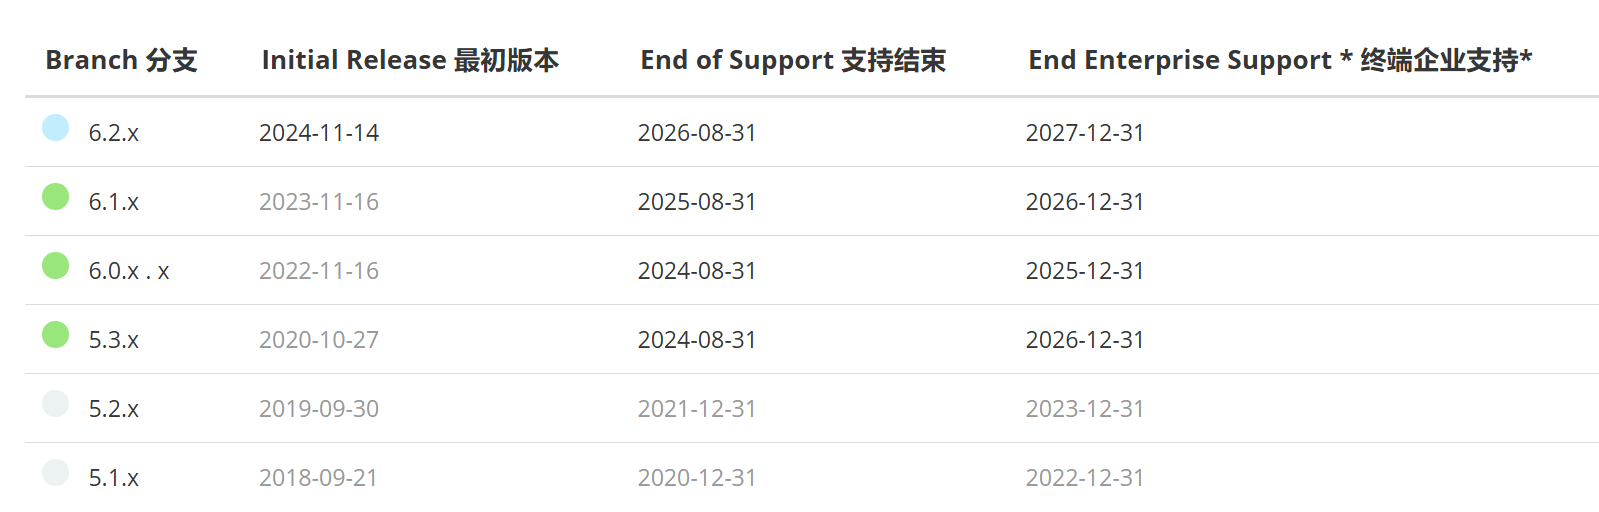 Branch 分支 Initial Release 最初版本 End of Support 支持结束 End Enterprise Support * 终端企业支持*
6.2.x 2024-11-14 2026-08-31 2027-12-31
6.1.x 2023-11-16 2025-08-31 2026-12-31
6.0.x . x 2022-11-16 2024-08-31 2025-12-31
5.3.x 2020-10-27 2024-08-31 2026-12-31
5.2.x 2019-09-30 2021-12-31 2023-12-31
5.1.x 2018-09-21 2020-12-31 2022-12-31